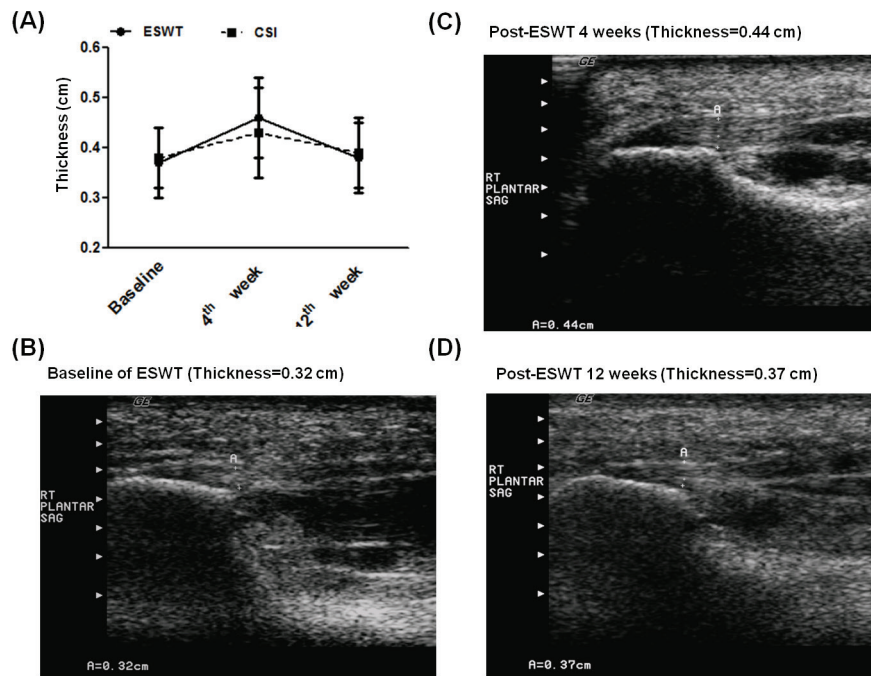 (A)
ESWT CSI
0.6
0.5
0.4
0.3
0.2
Thickness (cm)
Baseline
4th week
12th week
(B)
Baseline of ESWT (Thickness=0.32 cm)
GE
A
RT
PLANTAR
SAG
A=0.32cm
(C)
Post-ESWT 4 weeks (Thickness=0.44 cm)
GE
A
RT
PLANTAR
SAG
A=0.44cm
(D)
Post-ESWT 12 weeks (Thickness=0.37 cm)
GE
A
RT
PLANTAR
SAG
A=0.37cm